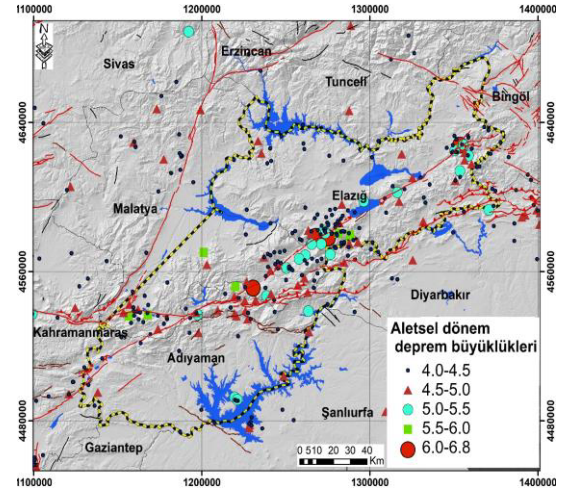 1100000 1200000 1300000 1400000
Erzincan
Sivas
Tunceli
Bingöl
4640000
4640000
Elazığ
Malatya
4560000
4560000
Diyarbakır
Kahramanmaraş
Adıyaman
Şanlıurfa
4480000
4480000
Gaziantep
Aletsel dönem
deprem büyüklükleri
4.0-4.5
4.5-5.0
5.0-5.5
5.5-6.0
6.0-6.8
0 5 10 20 30 40
Km
1100000 1200000 1300000 1400000